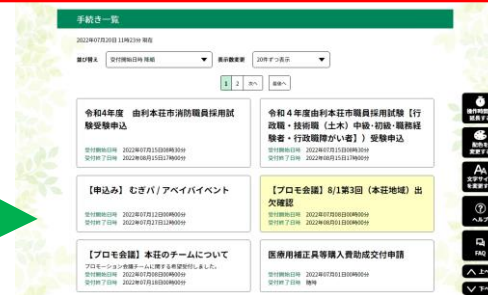 手続き一覧
2022年07月20日 11時23分 現在
並び替え 受付開始日時 降順 表示数変更 20件ずつ表示
1 2 次へ 最後へ
令和4年度 由利本荘市消防職員採用試
験受験申込
受付開始日時 2022年07月15日08時30分
受付終了日時 2022年08月15日17時00分
令和4年度由利本荘市職員採用試験【行
政職・技術職(土木)中級·初級·職務経
験者・行政職障がい者】)受験申込
受付開始日時 2022年07月15日08時30分
受付終了日時 2022年08月15日17時00分
【申込み】むぎパ/アベイバイベント
受付開始日時 2022年07月12日00時00分
受付終了日時 2022年07月27日12時00分
【プロモ会議】8/1第3回(本荘地域)出
欠確認
受付開始日時 2022年07月08日00時00分
受付終了日時 2022年08月01日00時00分
【プロモ会議】本荘のチームについて
プロモーション会議チームに関する希望受付しました。
受付開始日時 2022年07月08日00時00分
受付終了日時 2022年07月18日00時00分
医療用補正具等購入費助成交付申請
受付開始日時 2022年07月01日00時00分
受付終了日時 随時
操作時間を
延長する
配色を
変更する
文字サイズ
を変更する
ヘルプ
FAQ
上へ
下へ